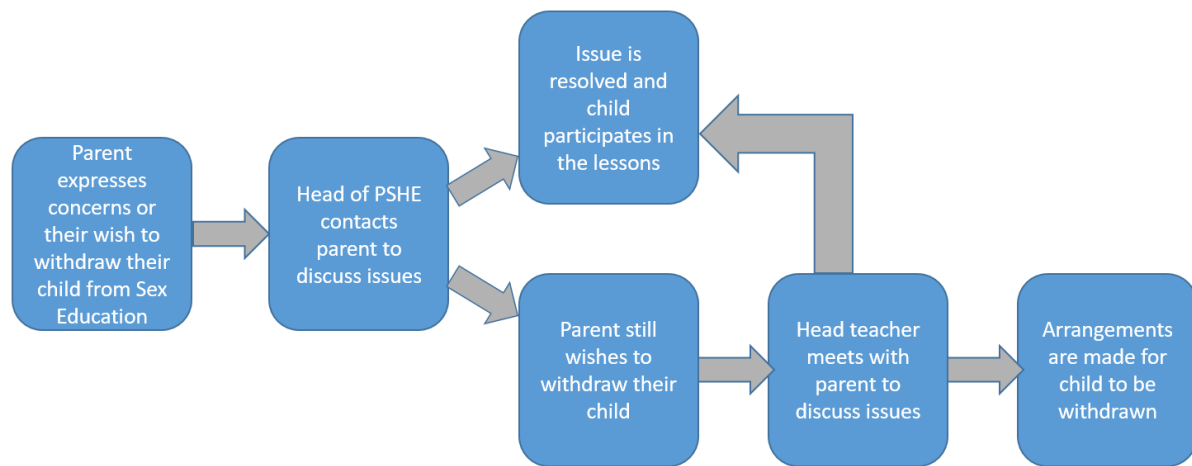 Parent
expresses
concerns or
their wish to
withdraw their
child from Sex
Education
Head of PSHE
contacts
parent to
discuss issues
Issue is
resolved and
child
participates in
the lessons
Parent still
wishes to
withdraw their
child
Head teacher
meets with
parent to
discuss issues
Arrangements
are made for
child to be
withdrawn